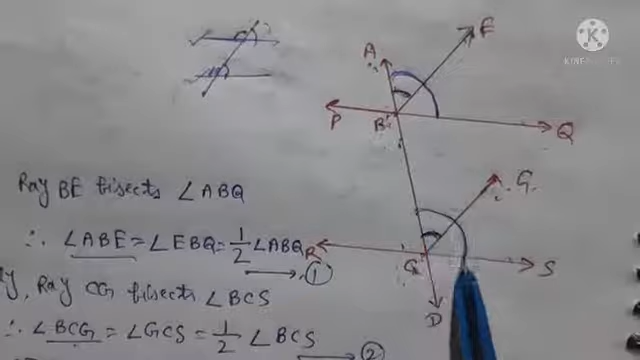 A
E
P
B
Q
Ray BE bisects ∠ABQ
G
∴ ∠ABE = ∠EBQ = 1/2 ∠ABQ → ①
R
C
S
Ray CG bisects ∠BCS
D
∴ ∠BCG = ∠GCS = 1/2 ∠BCS → ②